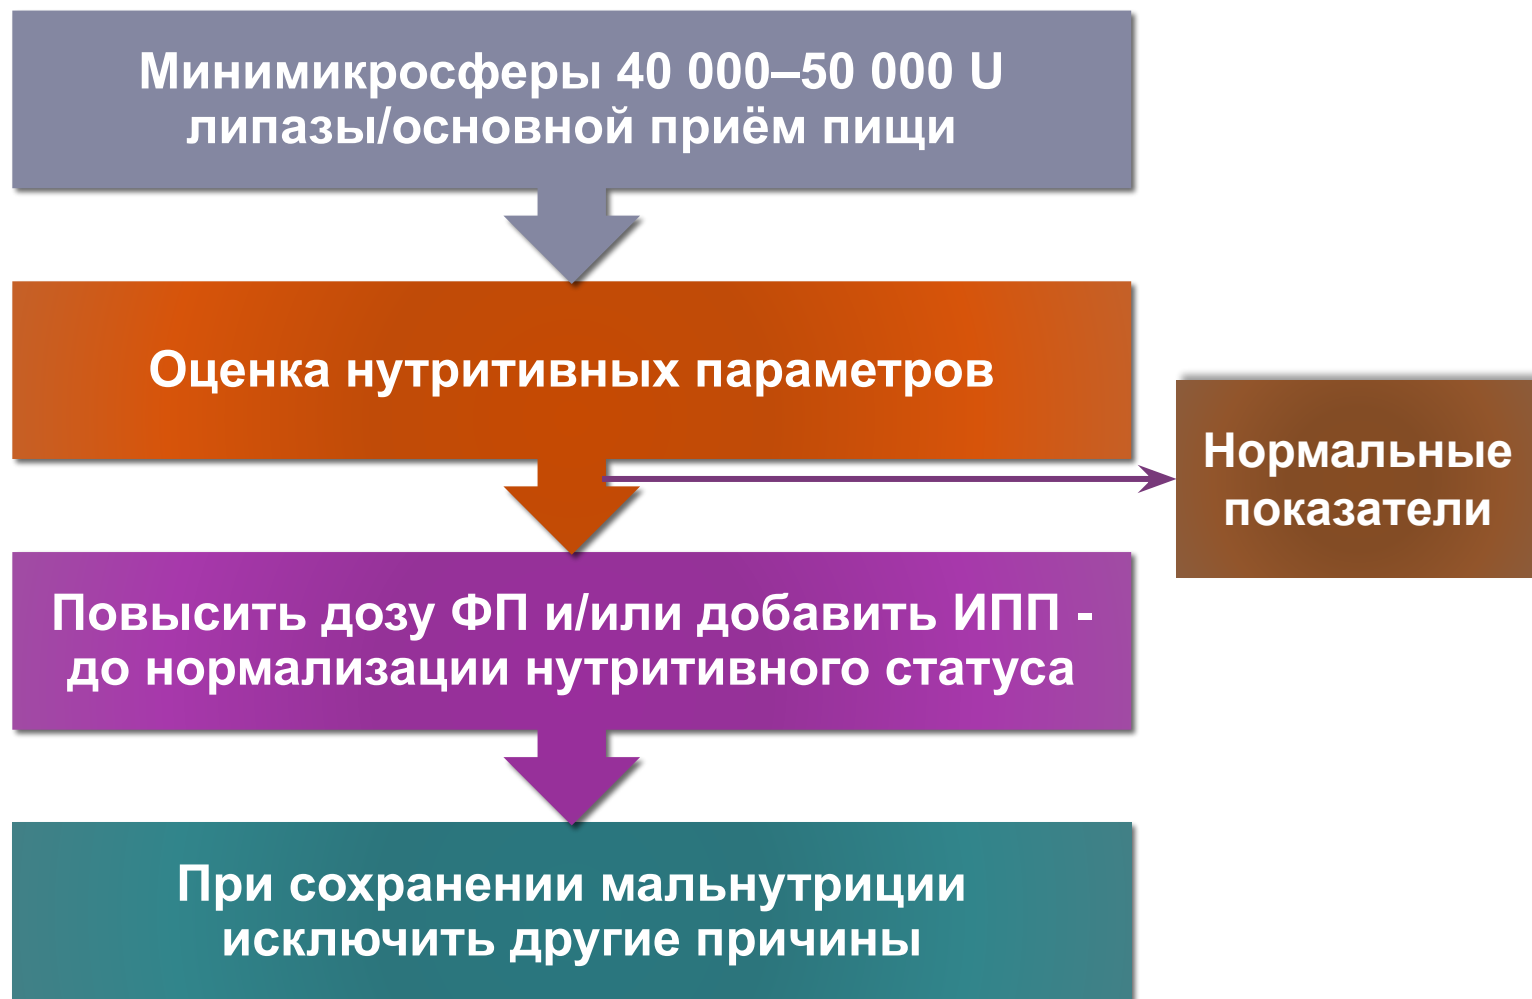 Минимикросферы 40 000–50 000 U
липазы/основной приём пищи
Оценка нутритивных параметров
Нормальные
показатели
Повысить дозу ФП и/или добавить ИПП -
до нормализации нутритивного статуса
При сохранении мальнутриции
исключить другие причины